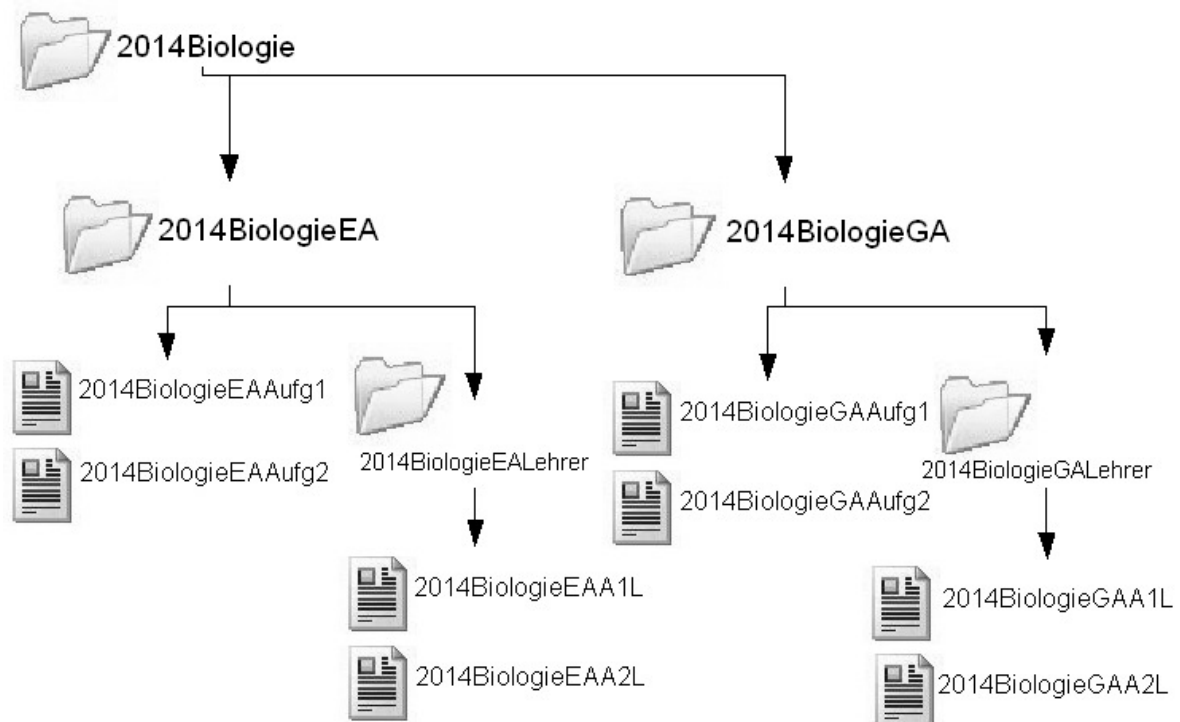 2014Biologie
2014BiologieEA
2014BiologieGA
2014BiologieEAAufg1
2014BiologieEAAufg2
2014BiologieEALehrer
2014BiologieGAAufg1
2014BiologieGAAufg2
2014BiologieGALehrer
2014BiologieEAA1L
2014BiologieEAA2L
2014BiologieGAA1L
2014BiologieGAA2L